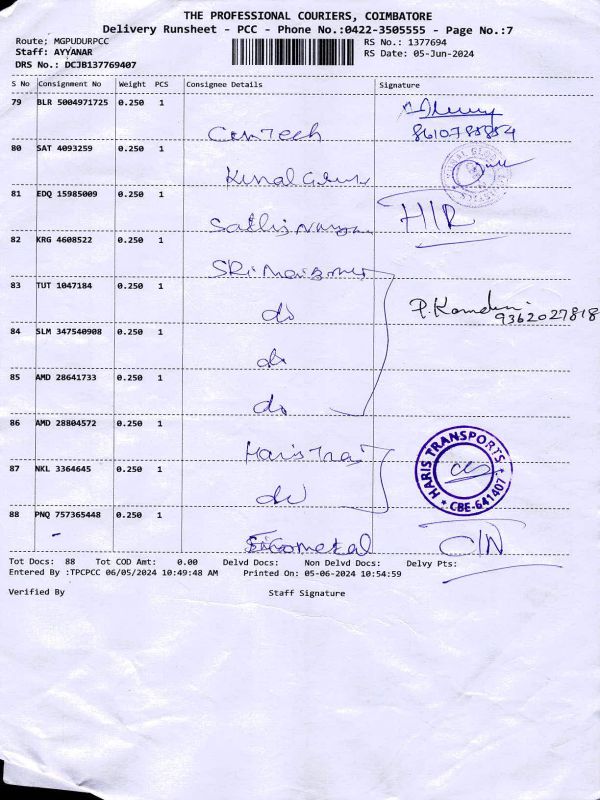 THE PROFESSIONAL COURIERS, COIMBATORE
Delivery Runsheet - PCC - Phone No.:0422-3505555 - Page No.:7
Route; MGPUDURPCC RS No.: 1377694
Staff: AYYANAR RS Date: 05-Jun-2024
DRS No.: DCJB137769407
S No Consignment No Weight PCS Consignee Details Signature
79 BLR 5004971725 0.250 1 CenTech 8610785854
80 SAT 4093259 0.250 1
81 EDQ 15985009 0.250 1 H/R
82 KRG 4608522 0.250 1 SRi
83 TUT 1047184 0.250 1 do 9362027818
84 SLM 347540908 0.250 1 do
85 AMD 28641733 0.250 1 do
86 AMD 28804572 0.250 1 Haris HARIS TRANSPORTS
87 NKL 3364645 0.250 1 do ★ CBE-641407 ★
88 PNQ 757365448 0.250 1
Tot Docs: 88 Tot COD Amt: 0.00 Delvd Docs: Non Delvd Docs: Delvy Pts:
Entered By :TPCPCC 06/05/2024 10:49:48 AM Printed On: 05-06-2024 10:54:59
Verified By Staff Signature